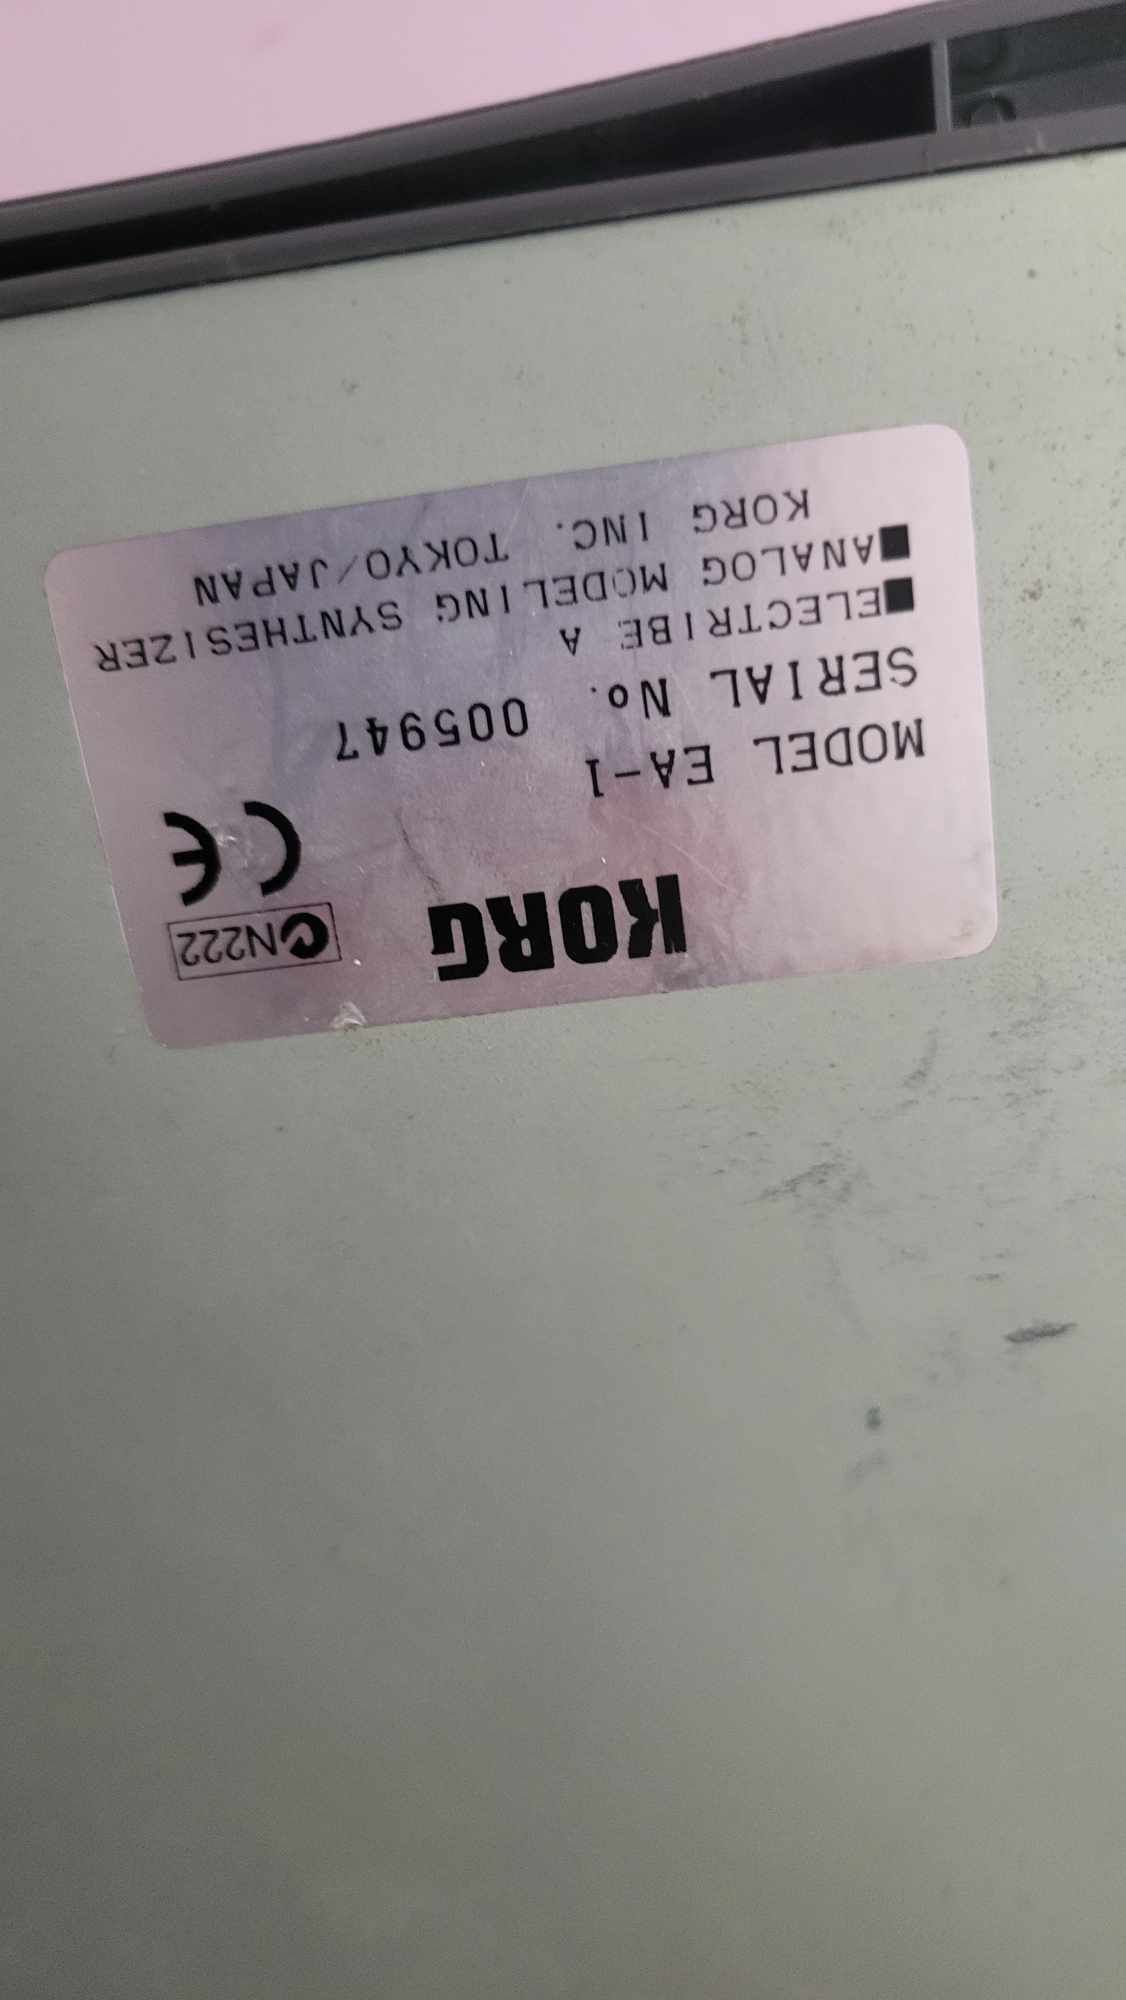 KORG
N222
CE
MODEL EA-1
SERIAL No. 005947
■ELECTRIBE A
■ANALOG MODELING SYNTHESIZER
KORG INC. TOKYO/JAPAN